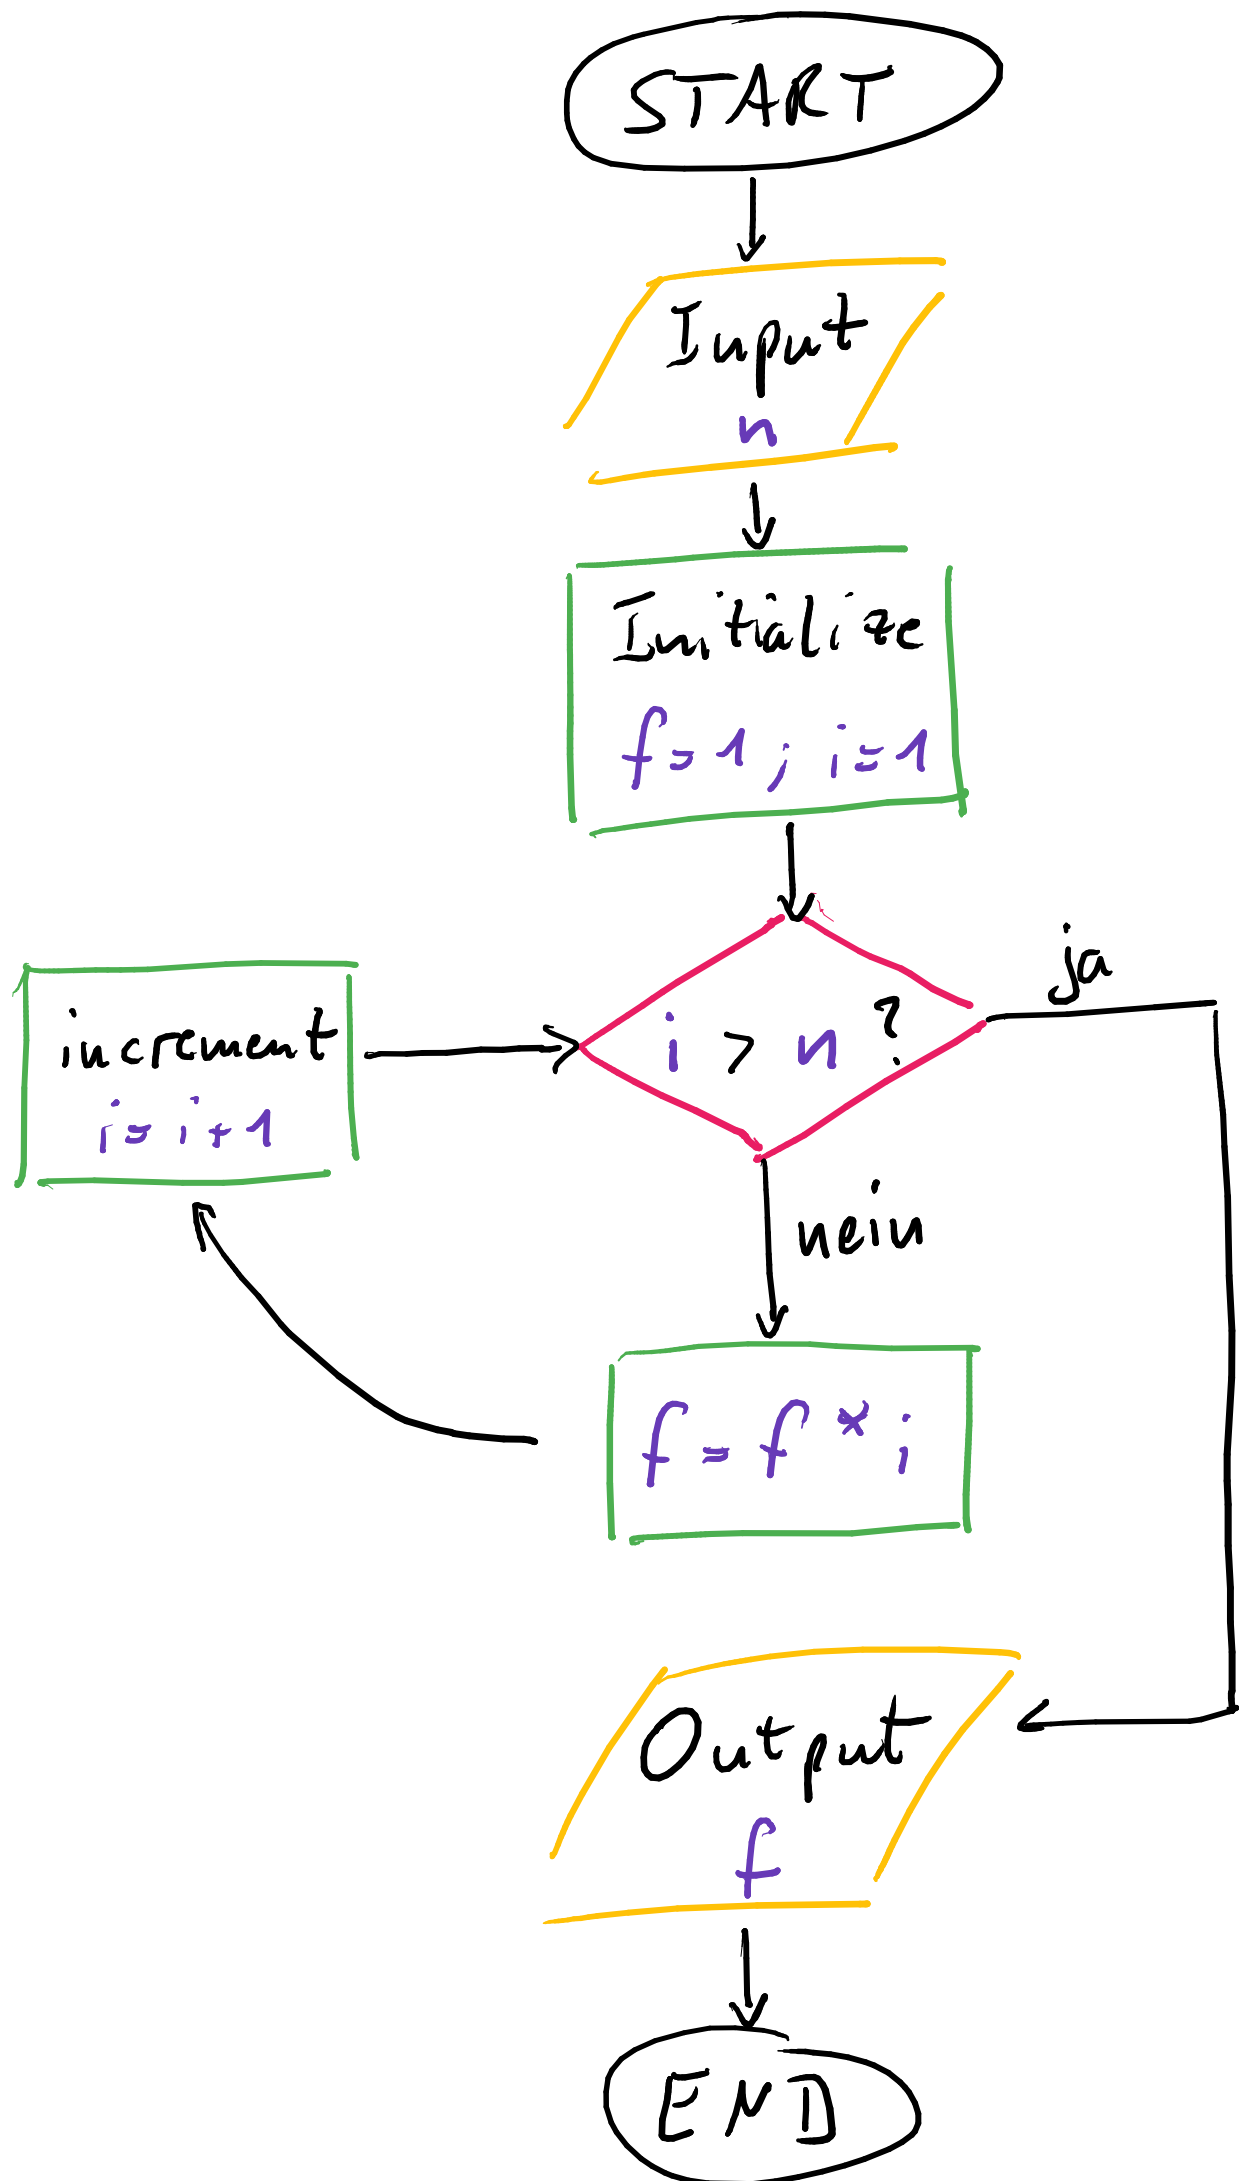 START
Input
n
Initialize
f=1; i=1
i > n ?
ja
increment
i=i+1
nein
f=f*i
Output
f
END